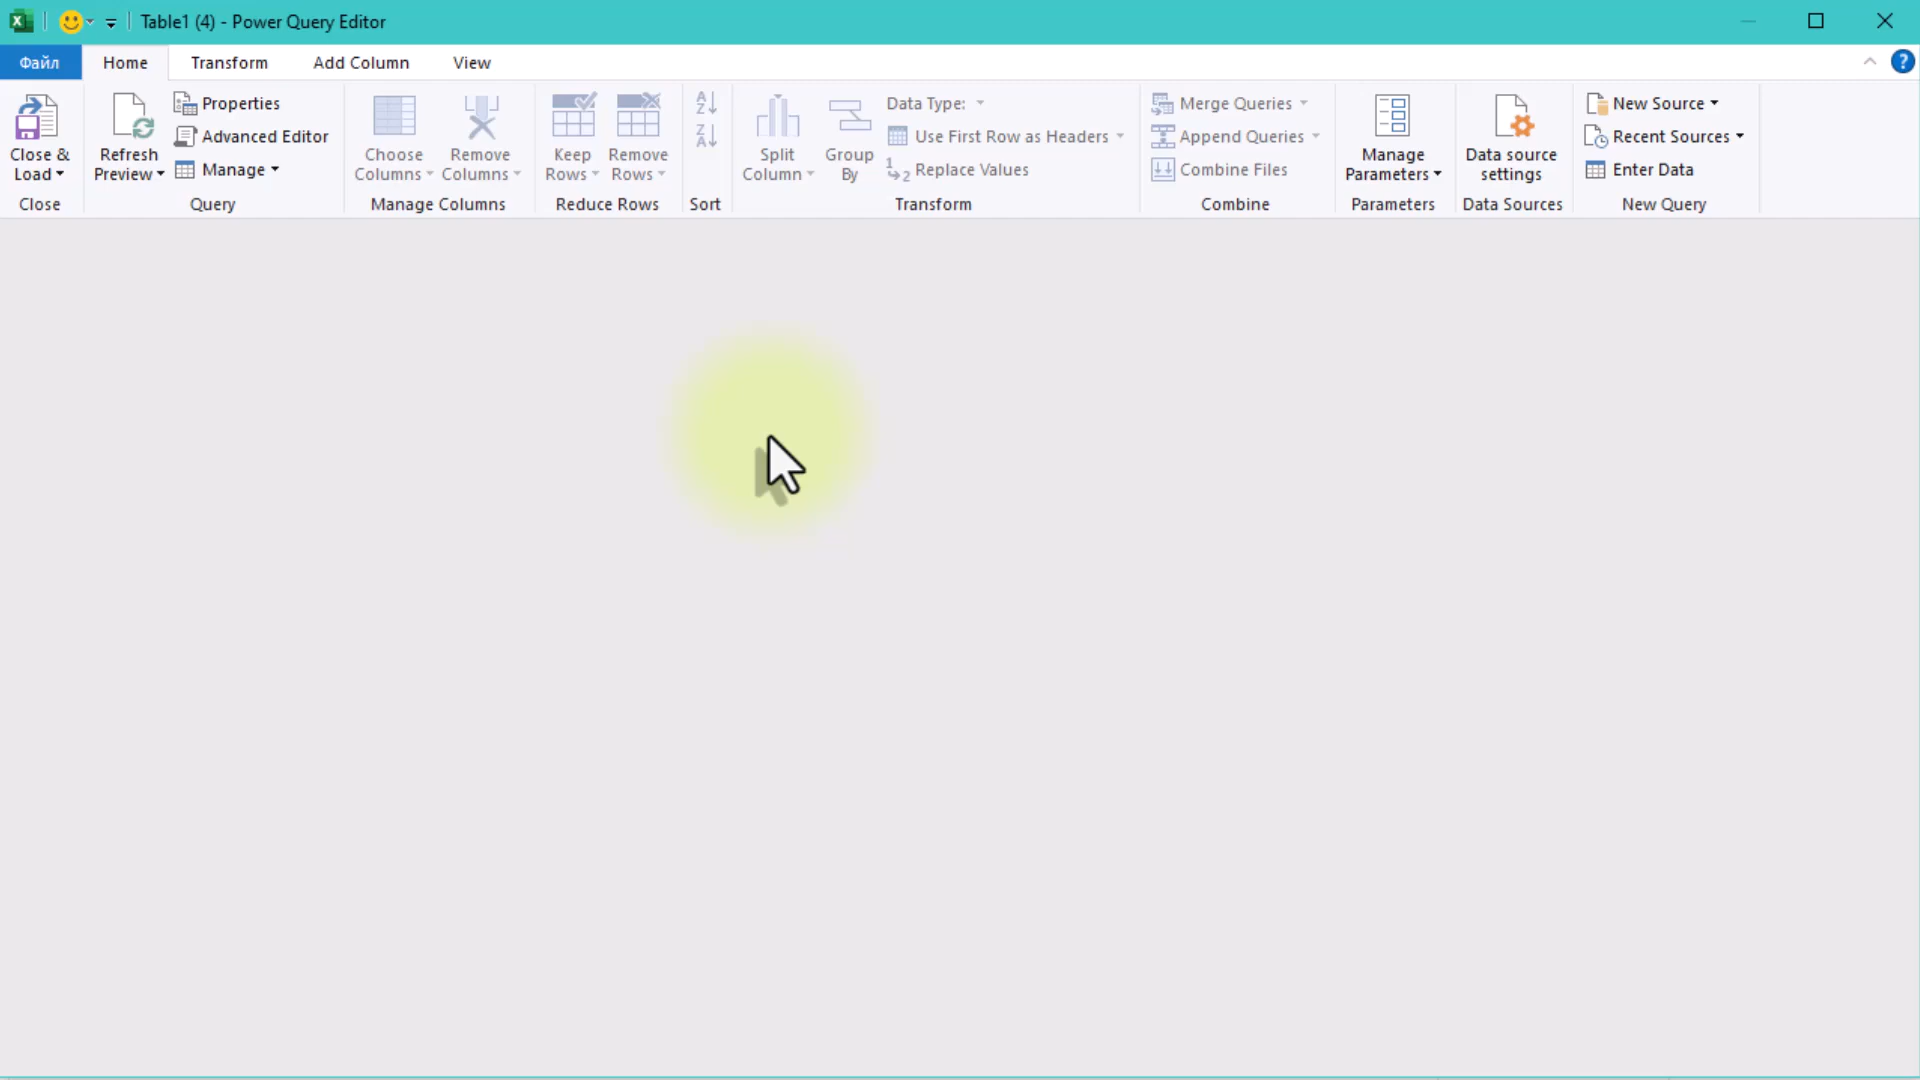 Table1 (4) - Power Query Editor
Файл Home Transform Add Column View
Close & Load
Close
Refresh Preview
Properties
Advanced Editor
Manage
Query
Choose Columns
Remove Columns
Manage Columns
Keep Rows
Remove Rows
Reduce Rows
A
Z
Z
A
Sort
Split Column
Group By
Data Type:
Use First Row as Headers
1
2 Replace Values
Transform
Merge Queries
Append Queries
Combine Files
Combine
Manage Parameters
Parameters
Data source settings
Data Sources
New Source
Recent Sources
Enter Data
New Query
?